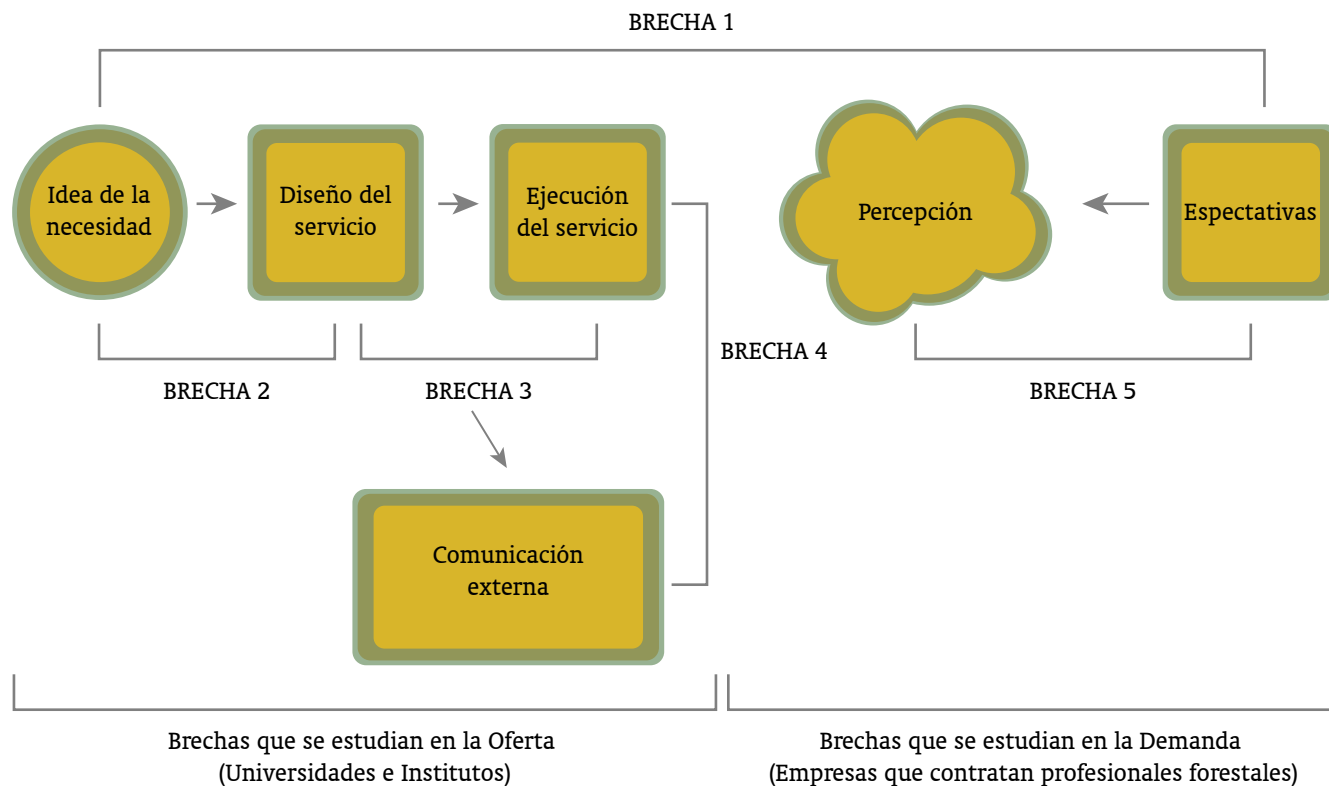 BRECHA 1
Idea de la
necesidad
Diseño del
servicio
Ejecución
del servicio
Percepción
Espectativas
BRECHA 2
BRECHA 3
BRECHA 4
BRECHA 5
Comunicación
externa
Brechas que se estudian en la Oferta
(Universidades e Institutos)
Brechas que se estudian en la Demanda
(Empresas que contratan profesionales forestales)